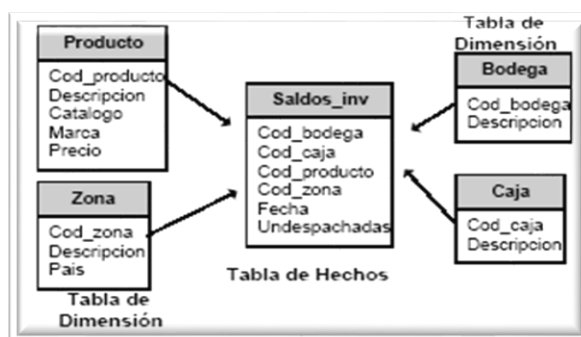 Producto
Cod_producto
Descripcion
Catalogo
Marca
Precio
Zona
Cod_zona
Descripcion
Pais
Tabla de
Dimensión
Saldos_inv
Cod_bodega
Cod_caja
Cod_producto
Cod_zona
Fecha
Undespachadas
Tabla de Hechos
Tabla de
Dimensión
Bodega
Cod_bodega
Descripcion
Caja
Cod_caja
Descripcion